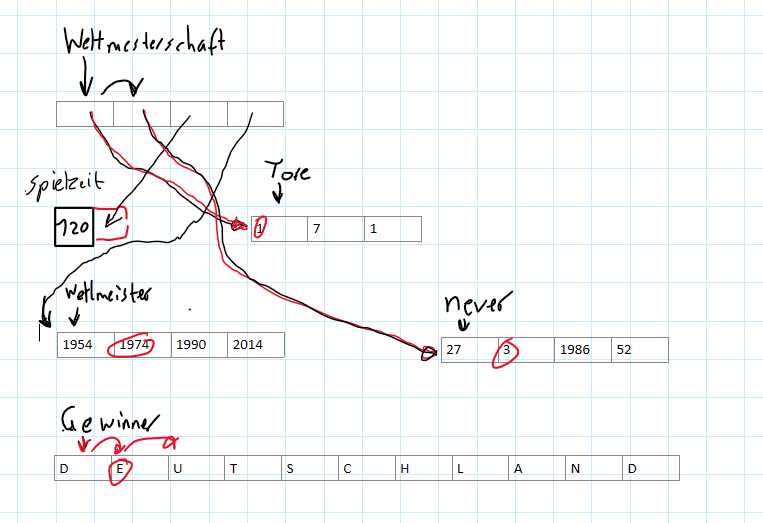 Weltmeisterschaft
Tore
spielzeit
120
1 7 1
Weltmeister
never
1954 1974 1990 2014
27 3 1986 52
Gewinner
D E U T S C H L A N D